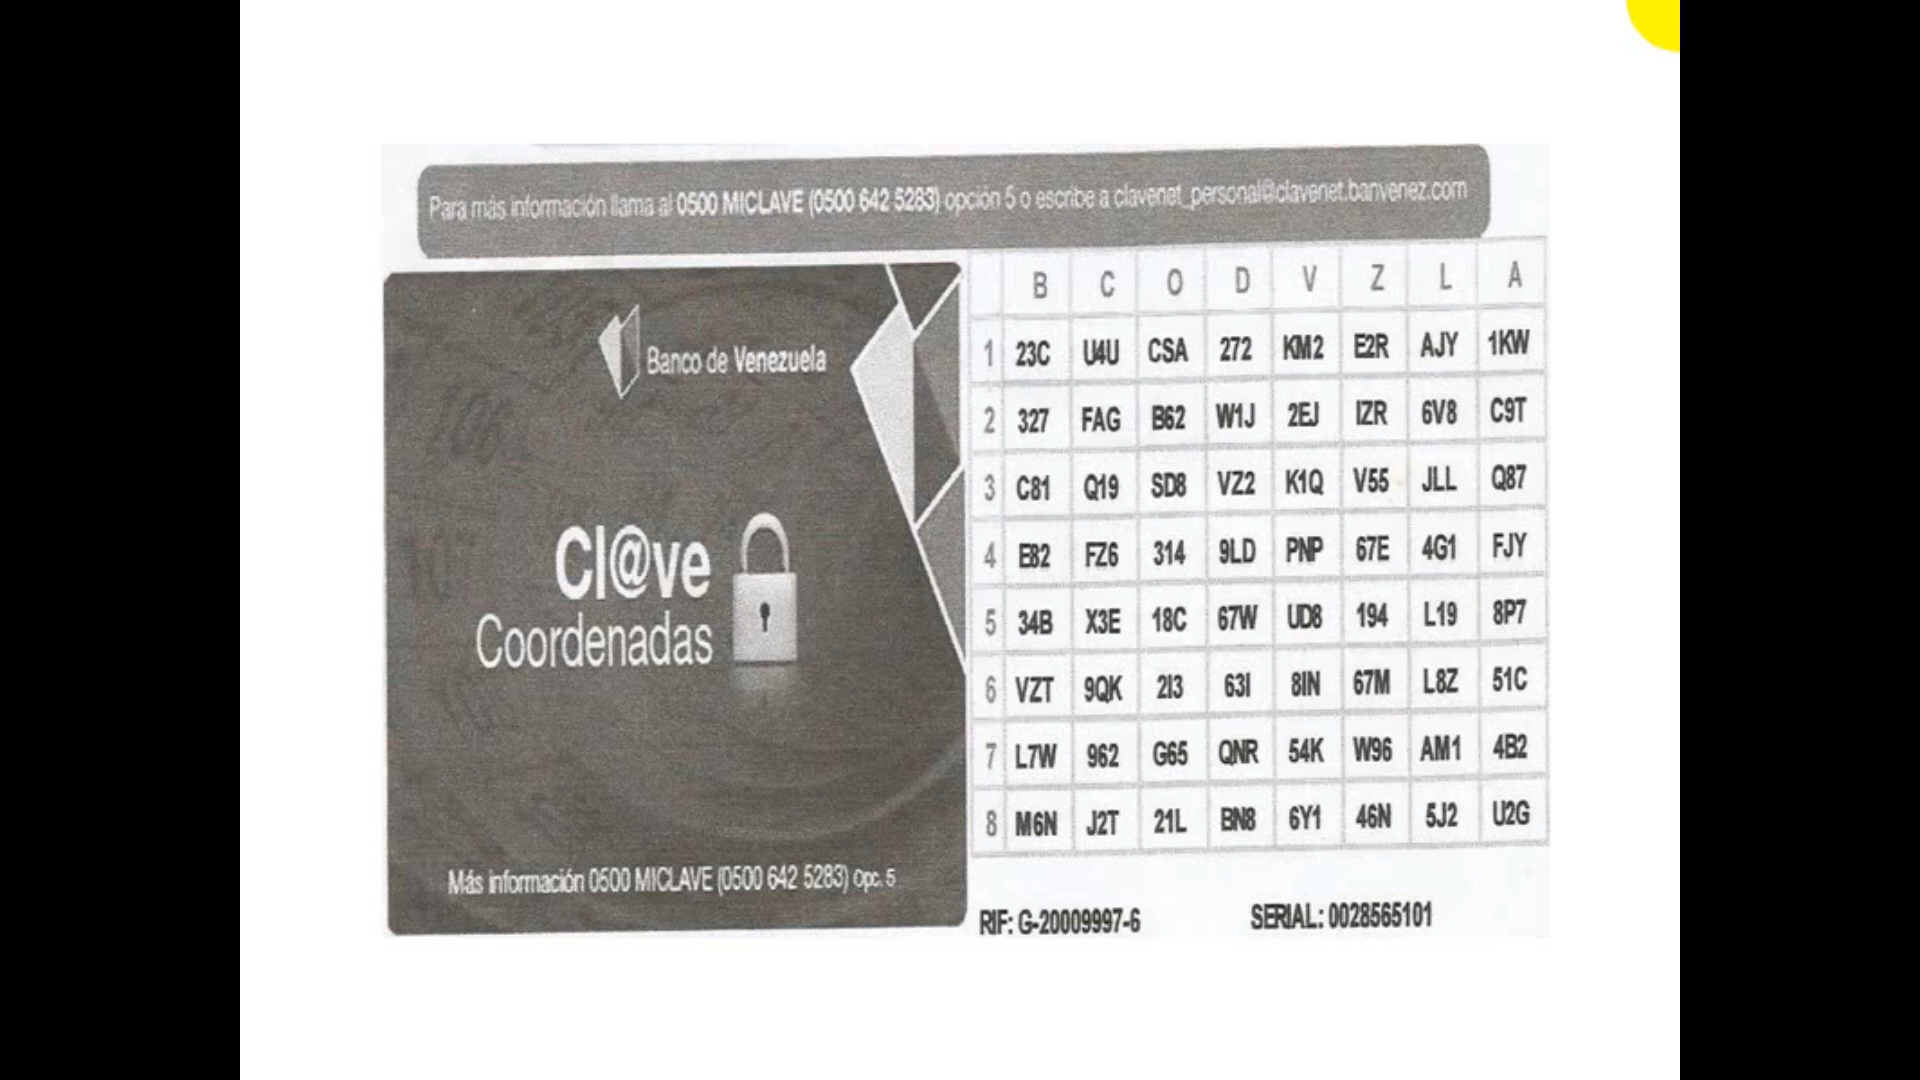 Para más información llama al 0500 MICLAVE (0500 642 5283) opción 5 o escribe a clavenet_personal@clavenet.banvenez.com
Banco de Venezuela
Cl@ve
Coordenadas
Más información 0500 MICLAVE (0500 642 5283) Opc. 5
B C O D V Z L A
1 23C U4U CSA 272 KM2 E2R AJY 1KW
2 327 FAG B62 W1J 2EJ IZR 6V8 C9T
3 C81 Q19 SD8 VZ2 K1Q V55 JLL Q87
4 E82 FZ6 314 9LD PNP 67E 4G1 FJY
5 34B X3E 18C 67W UD8 194 L19 8P7
6 VZT 9QK 2I3 63I 8IN 67M L8Z 51C
7 L7W 962 G65 QNR 54K W96 AM1 4B2
8 M6N J2T 21L BN8 6Y1 46N 5J2 U2G
RIF: G-20009997-6 SERIAL: 0028565101